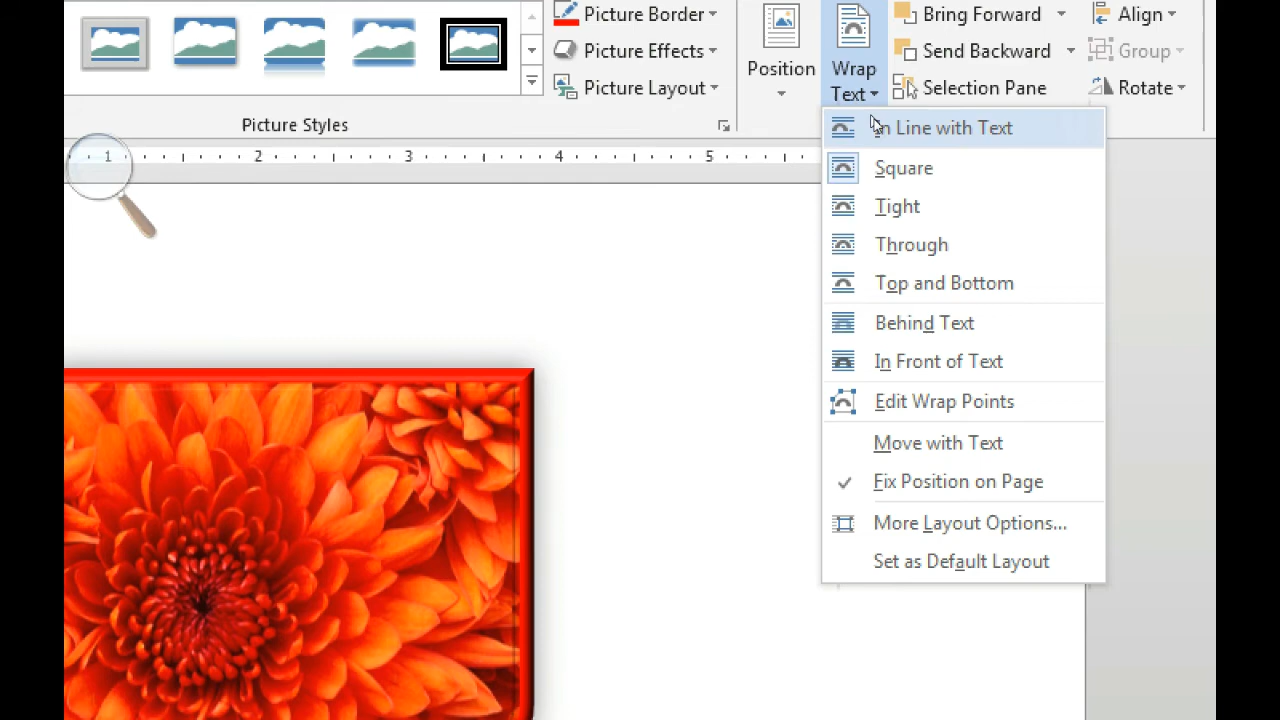 Picture Border
Picture Effects
Picture Layout
Position
Wrap
Text
Bring Forward
Send Backward
Selection Pane
Align
Group
Rotate
Picture Styles
1 2 3 4 5
In Line with Text
Square
Tight
Through
Top and Bottom
Behind Text
In Front of Text
Edit Wrap Points
Move with Text
Fix Position on Page
More Layout Options...
Set as Default Layout